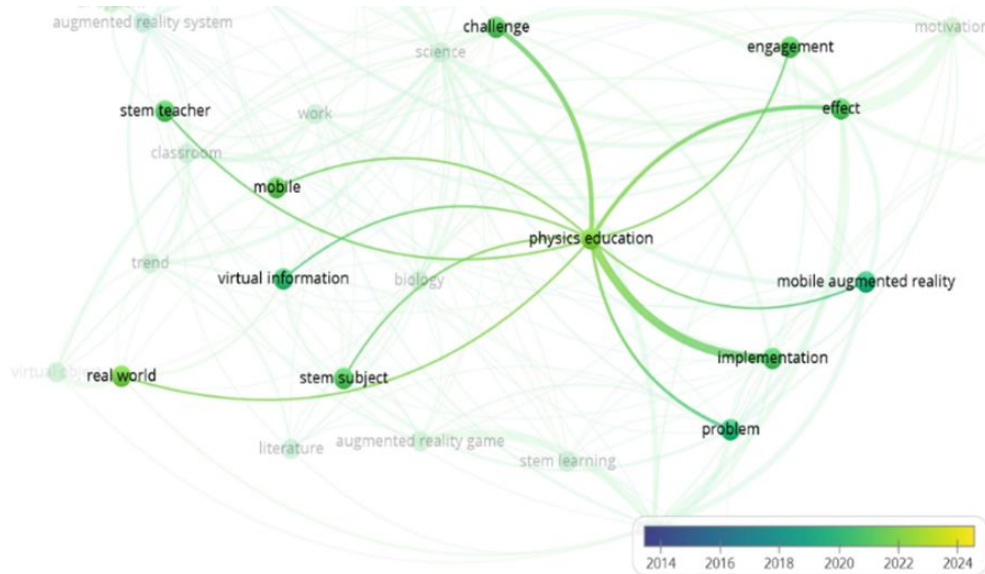 augmented reality system
challenge
motivation
science
engagement
stem teacher
work
effect
classroom
mobile
physics education
trend
virtual information
biology
mobile augmented reality
virtual obje
real world
stem subject
implementation
problem
literature
augmented reality game
stem learning
2014 2016 2018 2020 2022 2024